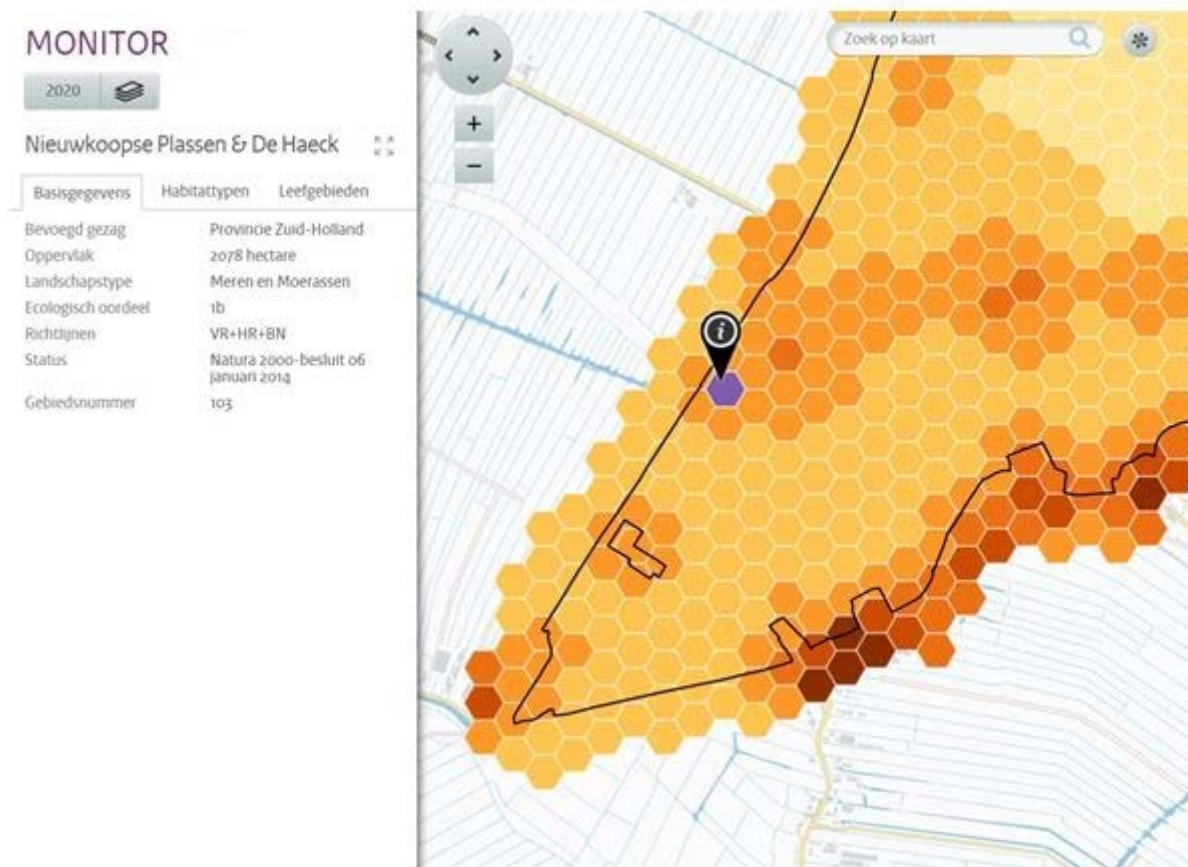 MONITOR
2020
Nieuwkoopse Plassen & De Haeck
Basisgegevens Habitattypen Leefgebieden
Bevoegd gezag Provincie Zuid-Holland
Oppervlak 2078 hectare
Landschapstype Meren en Moerassen
Ecologisch oordeel 1b
Richtlijnen VR+HR+BN
Status Natura 2000-besluit 06
januari 2014
Gebiedsnummer 103
Zoek op kaart
+
−
i